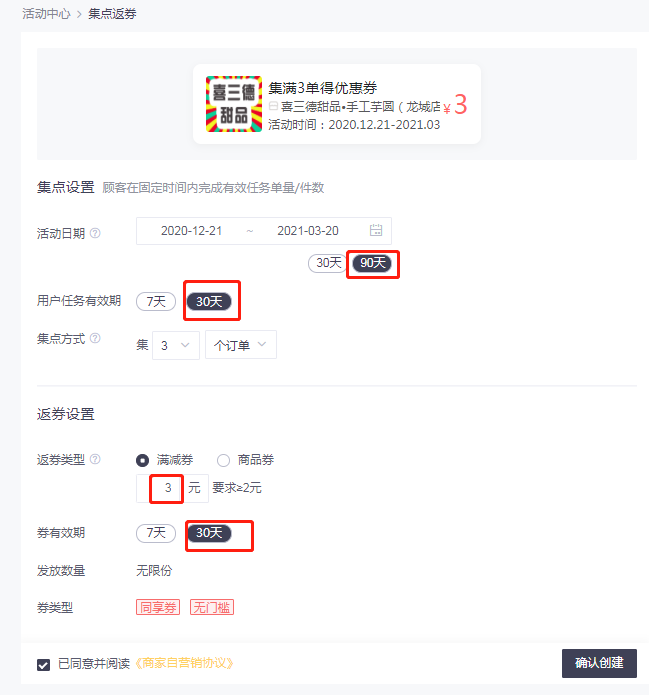 活动中心 > 集点返券
喜三德
甜品
集满3单得优惠券
喜三德甜品•手工芋圆（龙城店
¥3
活动时间：2020.12.21-2021.03
集点设置 顾客在固定时间内完成有效任务单量/件数
活动日期 ? 2020-12-21 ~ 2021-03-20
30天 90天
用户任务有效期 7天 30天
集点方式 ? 集 3 个订单
返券设置
返券类型 ? 满减券 商品券
3 元 要求≥2元
券有效期 7天 30天
发放数量 无限份
券类型 同享券 无门槛
已同意并阅读《商家自营销协议》
确认创建